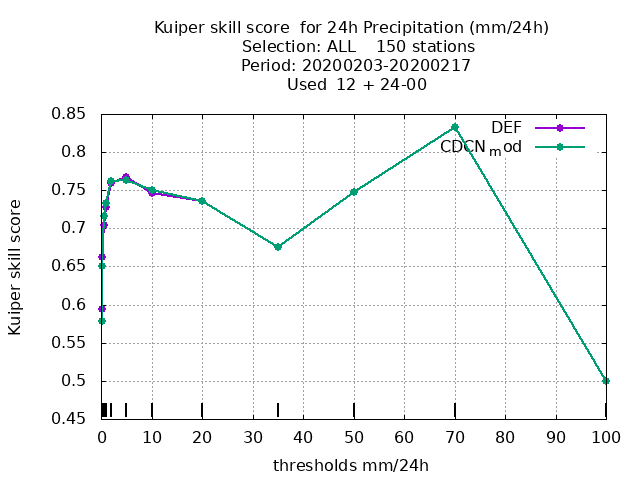 Kuiper skill score  for 24h Precipitation (mm/24h)
Selection: ALL    150 stations
Period: 20200203-20200217
Used  12 + 24-00
DEF
CDCN_mod
Kuiper skill score
0.85
0.8
0.75
0.7
0.65
0.6
0.55
0.5
0.45
0 10 20 30 40 50 60 70 80 90 100
thresholds mm/24h